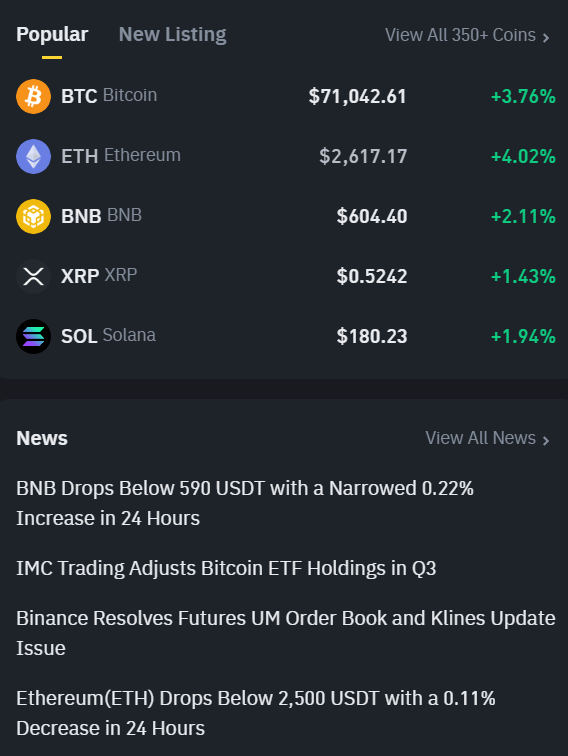 Popular New Listing View All 350+ Coins
BTC Bitcoin $71,042.61 +3.76%
ETH Ethereum $2,617.17 +4.02%
BNB BNB $604.40 +2.11%
XRP XRP $0.5242 +1.43%
SOL Solana $180.23 +1.94%
News View All News
BNB Drops Below 590 USDT with a Narrowed 0.22%
Increase in 24 Hours
IMC Trading Adjusts Bitcoin ETF Holdings in Q3
Binance Resolves Futures UM Order Book and Klines Update
Issue
Ethereum(ETH) Drops Below 2,500 USDT with a 0.11%
Decrease in 24 Hours